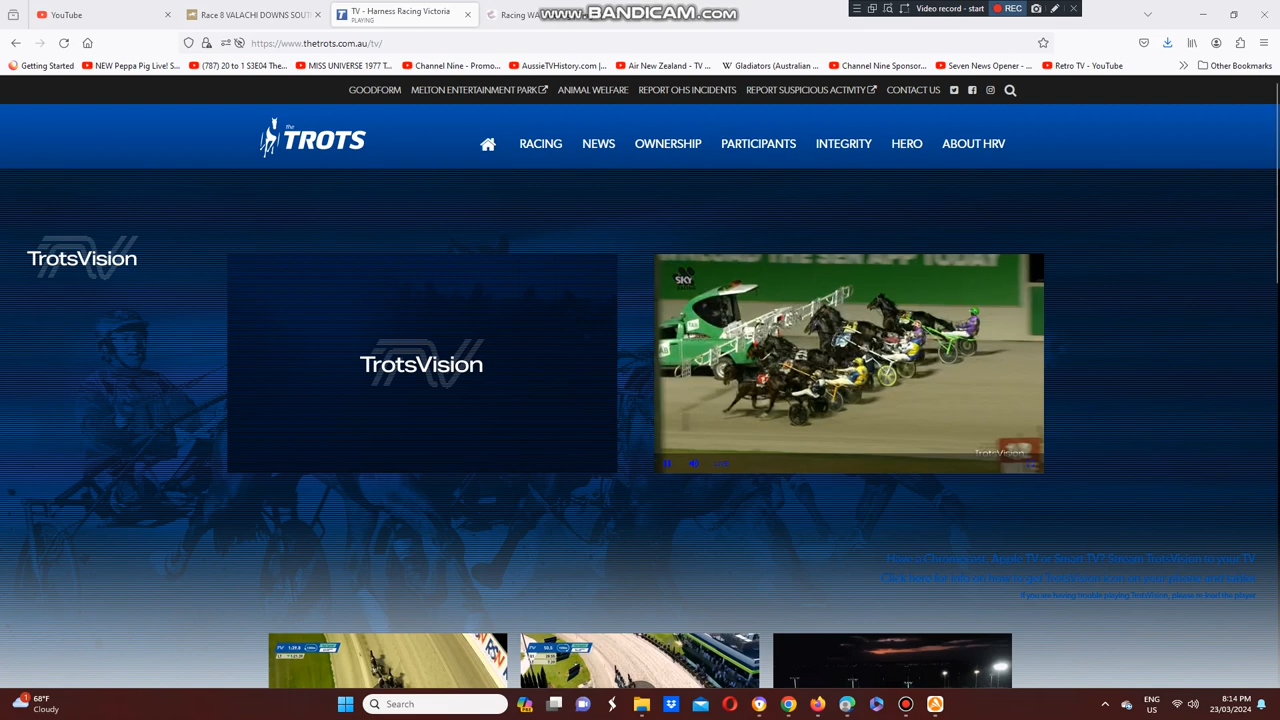 YouTube
Race 8 VALACHI DOWNS SOUT
TV - Harness Racing Victoria
PLAYING
Racing WA
WWW.BANDICAM.COM
Video record - start
REC
https://www.thetrots.com.au/tv/
Getting Started
NEW Peppa Pig Live! S...
(787) 20 to 1 S3E04 The...
MISS UNIVERSE 1977 T...
Channel Nine - Promo...
AussieTVHistory.com |...
Air New Zealand - TV ...
Gladiators (Australian ...
Channel Nine Sponsor...
Seven News Opener - ...
Retro TV - YouTube
Other Bookmarks
GOODFORM
MELTON ENTERTAINMENT PARK
ANIMAL WELFARE
REPORT OHS INCIDENTS
REPORT SUSPICIOUS ACTIVITY
CONTACT US
the
TROTS
RACING
NEWS
OWNERSHIP
PARTICIPANTS
INTEGRITY
HERO
ABOUT HRV
TrotsVision
TrotsVision
SKY
TAB
TrotsVision
LIVE
Have a Chromecast, Apple TV or Smart TV? Stream TrotsVision to your TV
Click here for info on how to get TrotsVision icon on your phone and tablet
If you are having trouble playing TrotsVision, please re-load the player
68°F
Cloudy
Search
ENG
US
8:14 PM
23/03/2024